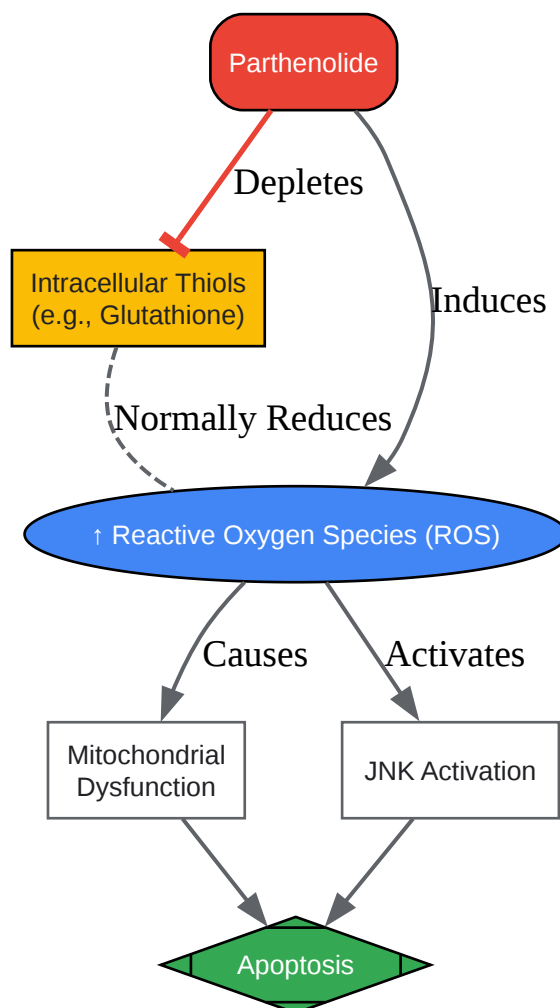 Parthenolide
Depletes
Intracellular Thiols
(e.g., Glutathione)
Induces
Normally Reduces
↑ Reactive Oxygen Species (ROS)
Causes
Activates
Mitochondrial
Dysfunction
JNK Activation
Apoptosis